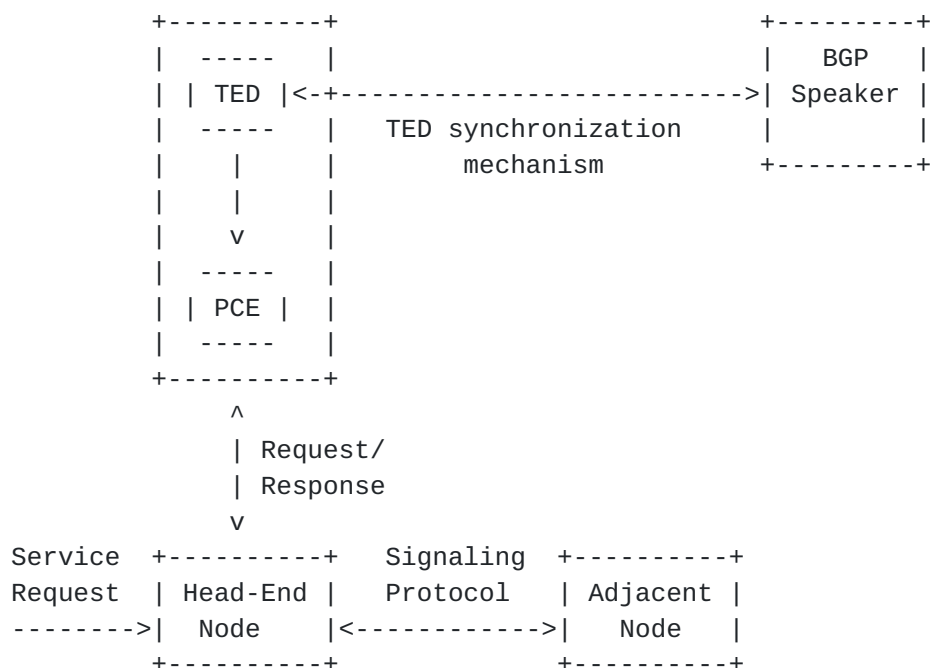 +----------+                           +---------+
           |  -----   |                           |   BGP   |
           | | TED |<-+-------------------------->| Speaker |
           |  -----   |   TED synchronization     |         |
           |    |     |        mechanism          +---------+
           |    |     |
           |    v     |
           |  -----   |
           | | PCE |  |
           |  -----   |
           +----------+
                ^
                | Request/
                | Response
                v
  Service  +----------+   Signaling  +----------+
  Request  | Head-End |   Protocol   | Adjacent |
  -------->|  Node    |<------------>|   Node   |
           +----------+              +----------+